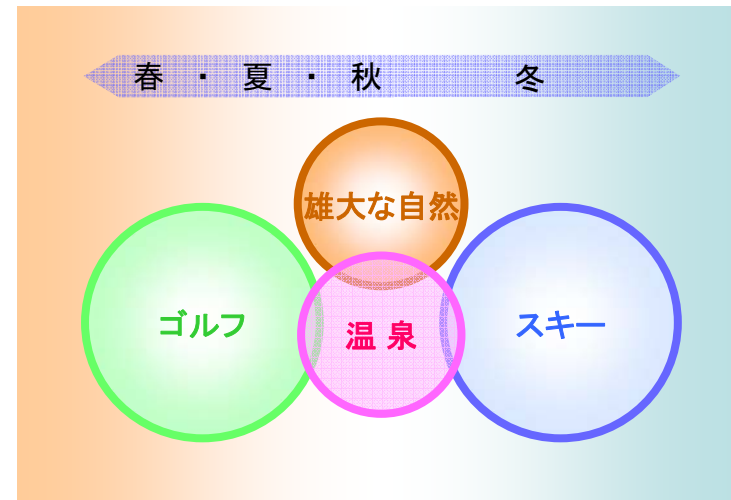 春 ・ 夏 ・ 秋 冬
雄大な自然
ゴルフ
温 泉
スキー